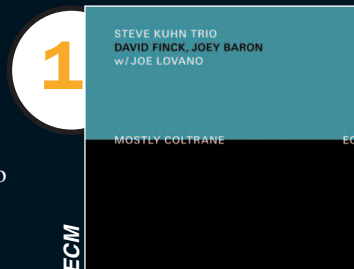 1
STEVE KUHN TRIO
DAVID FINCK, JOEY BARON
w/JOE LOVANO
MOSTLY COLTRANE
ECM